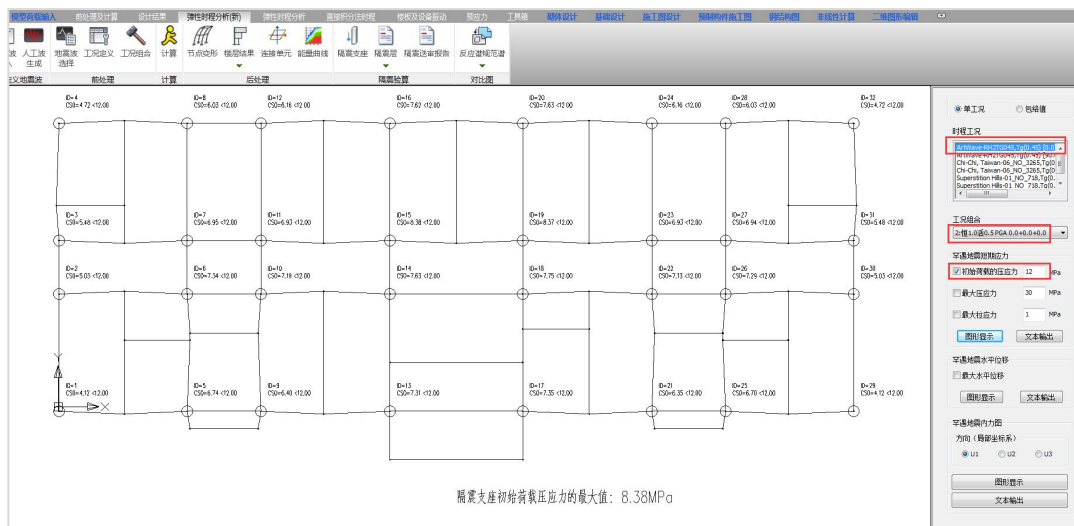 模型荷载输入 前处理及计算 设计结果 弹性时程分析(新) 弹性时程分析 直接积分法时程 楼板及设备振动 预应力 工具箱 砌体设计 基础设计 施工图设计 预制构件施工图 钢结构图 非线性计算 二维图形编辑
波 人工波 地震波 工况定义 工况组合 计算 节点变形 楼层结果 连接单元 能量曲线 隔震支座 隔震层 隔震送审报告 反应谱规范谱
生成 选择
义地震波 前处理 计算 后处理 隔震验算 对比图
ID=4 ID=8 ID=12 ID=16 ID=20 ID=24 ID=28 ID=32
CS0=4.72 <12.00 CS0=6.03 <12.00 CS0=6.16 <12.00 CS0=7.62 <12.00 CS0=7.63 <12.00 CS0=6.16 <12.00 CS0=6.03 <12.00 CS0=4.72 <12.00
ID=3 ID=7 ID=11 ID=15 ID=19 ID=23 ID=27 ID=31
CS0=5.48 <12.00 CS0=6.95 <12.00 CS0=6.93 <12.00 CS0=8.38 <12.00 CS0=8.37 <12.00 CS0=6.93 <12.00 CS0=6.94 <12.00 CS0=5.48 <12.00
ID=2 ID=6 ID=10 ID=14 ID=18 ID=22 ID=26 ID=30
CS0=5.03 <12.00 CS0=7.34 <12.00 CS0=7.19 <12.00 CS0=7.63 <12.00 CS0=7.75 <12.00 CS0=7.13 <12.00 CS0=7.29 <12.00 CS0=5.03 <12.00
Y
ID=1 ID=5 ID=9 ID=13 ID=17 ID=21 ID=25 ID=29
CS0=4.12 <12.00 CS0=6.74 <12.00 CS0=6.40 <12.00 CS0=7.31 <12.00 CS0=7.35 <12.00 CS0=6.35 <12.00 CS0=6.70 <12.00 CS0=4.12 <12.00
X
隔震支座初始荷载压应力的最大值: 8.38MPa
单工况 包络值
时程工况
ArtWave-RH2TG045,Tg(0.45) [0.0
ArtWave-RH2TG045,Tg(0.45) [90.
Chi-Chi, Taiwan-06_NO_3265,Tg(0
Chi-Chi, Taiwan-06_NO_3265,Tg(0
Superstition Hills-01_NO_718,Tg(0.
Superstition Hills-01_NO_718,Tg(0.
工况组合
2:恒1.0活0.5 PGA 0.0+0.0+0.0
罕遇地震短期应力
初始荷载的压应力 12 MPa
最大压应力 30 MPa
最大拉应力 1 MPa
图形显示 文本输出
罕遇地震水平位移
最大水平位移
图形显示 文本输出
罕遇地震内力图
方向（局部坐标系）
U1 U2 U3
图形显示
文本输出